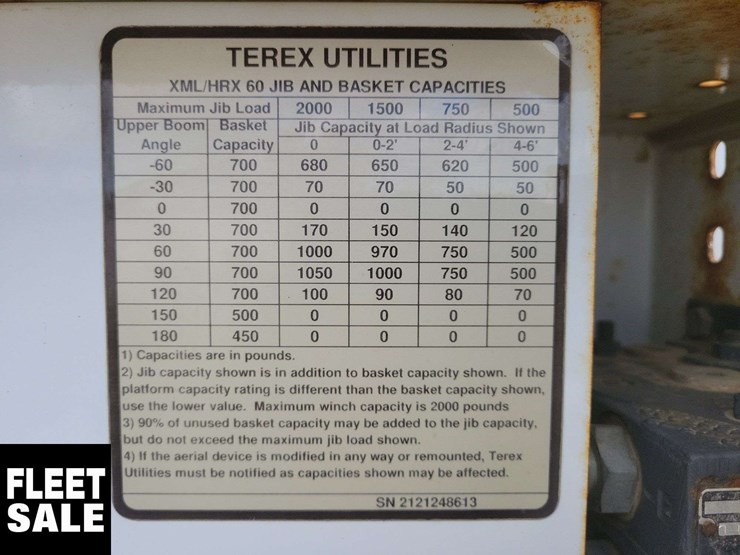 TEREX UTILITIES
XML/HRX 60 JIB AND BASKET CAPACITIES
Maximum Jib Load 2000 1500 750 500
Upper Boom Basket Jib Capacity at Load Radius Shown
Angle Capacity 0 0-2' 2-4' 4-6'
-60 700 680 650 620 500
-30 700 70 70 50 50
0 700 0 0 0 0
30 700 170 150 140 120
60 700 1000 970 750 500
90 700 1050 1000 750 500
120 700 100 90 80 70
150 500 0 0 0 0
180 450 0 0 0 0
1) Capacities are in pounds.
2) Jib capacity shown is in addition to basket capacity shown. If the
platform capacity rating is different than the basket capacity shown,
use the lower value. Maximum winch capacity is 2000 pounds
3) 90% of unused basket capacity may be added to the jib capacity,
but do not exceed the maximum jib load shown.
4) If the aerial device is modified in any way or remounted, Terex
Utilities must be notified as capacities shown may be affected.
SN 2121248613
FLEET
SALE